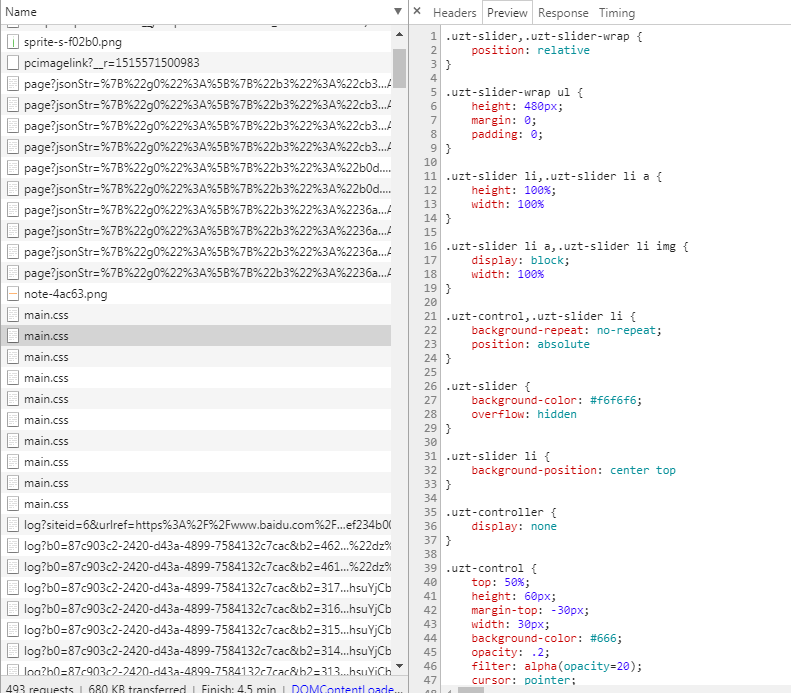 Name
sprite-s-f02b0.png
pcimagelink?__r=1515571500983
page?jsonStr=%7B%22g0%22%3A%5B%7B%22b3%22%3A%22cb3...A
page?jsonStr=%7B%22g0%22%3A%5B%7B%22b3%22%3A%22cb3...A
page?jsonStr=%7B%22g0%22%3A%5B%7B%22b3%22%3A%22cb3...A
page?jsonStr=%7B%22g0%22%3A%5B%7B%22b3%22%3A%22cb3...A
page?jsonStr=%7B%22g0%22%3A%5B%7B%22b3%22%3A%22b0d....
page?jsonStr=%7B%22g0%22%3A%5B%7B%22b3%22%3A%22b0d....
page?jsonStr=%7B%22g0%22%3A%5B%7B%22b3%22%3A%2236a...A
page?jsonStr=%7B%22g0%22%3A%5B%7B%22b3%22%3A%2236a...A
page?jsonStr=%7B%22g0%22%3A%5B%7B%22b3%22%3A%2236a...A
page?jsonStr=%7B%22g0%22%3A%5B%7B%22b3%22%3A%2236a...A
note-4ac63.png
main.css
main.css
main.css
main.css
main.css
main.css
main.css
main.css
main.css
main.css
log?siteid=6&urlref=https%3A%2F%2Fwww.baidu.com%2F...ef234b00
log?b0=87c903c2-2420-d43a-4899-7584132c7cac&b2=462...%22dz%
log?b0=87c903c2-2420-d43a-4899-7584132c7cac&b2=461...%22dz%
log?b0=87c903c2-2420-d43a-4899-7584132c7cac&b2=317...hsuYjCb
log?b0=87c903c2-2420-d43a-4899-7584132c7cac&b2=316...hsuYjCb
log?b0=87c903c2-2420-d43a-4899-7584132c7cac&b2=315...hsuYjCb
log?b0=87c903c2-2420-d43a-4899-7584132c7cac&b2=314...hsuYjCb
log?b0=87c903c2-2420-d43a-4899-7584132c7cac&b2=313...hsuYjCb
493 requests | 680 KB transferred | Finish: 4.5 min | DOMContentLoade...
× Headers Preview Response Timing
1 .uzt-slider,.uzt-slider-wrap {
2 position: relative
3 }
4
5 .uzt-slider-wrap ul {
6 height: 480px;
7 margin: 0;
8 padding: 0;
9 }
10
11 .uzt-slider li,.uzt-slider li a {
12 height: 100%;
13 width: 100%
14 }
15
16 .uzt-slider li a,.uzt-slider li img {
17 display: block;
18 width: 100%
19 }
20
21 .uzt-control,.uzt-slider li {
22 background-repeat: no-repeat;
23 position: absolute
24 }
25
26 .uzt-slider {
27 background-color: #f6f6f6;
28 overflow: hidden
29 }
30
31 .uzt-slider li {
32 background-position: center top
33 }
34
35 .uzt-controller {
36 display: none
37 }
38
39 .uzt-control {
40 top: 50%;
41 height: 60px;
42 margin-top: -30px;
43 width: 30px;
44 background-color: #666;
45 opacity: .2;
46 filter: alpha(opacity=20);
47 cursor: pointer;
48